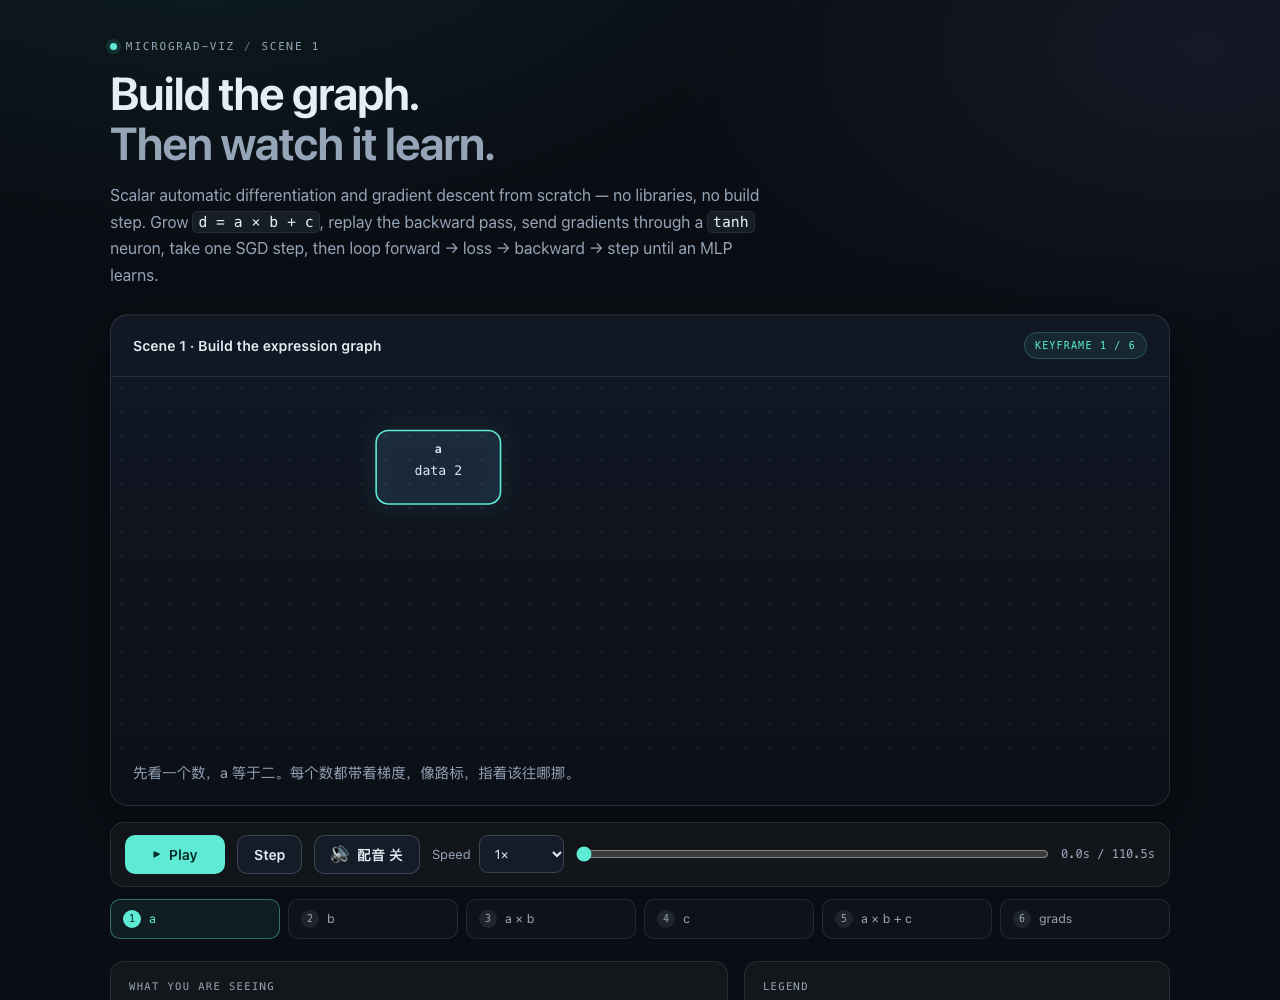 MICROGRAD-VIZ / SCENE 1
Build the graph.
Then watch it learn.
Scalar automatic differentiation and gradient descent from scratch — no libraries, no build
step. Grow d = a × b + c, replay the backward pass, send gradients through a tanh
neuron, take one SGD step, then loop forward → loss → backward → step until an MLP
learns.
Scene 1 · Build the expression graph
KEYFRAME 1 / 6
a
data 2
先看一个数，a 等于二。每个数都带着梯度，像路标，指着该往哪挪。
Play
Step
配音 关
Speed
1×
0.0s / 110.5s
1 a
2 b
3 a × b
4 c
5 a × b + c
6 grads
WHAT YOU ARE SEEING
LEGEND